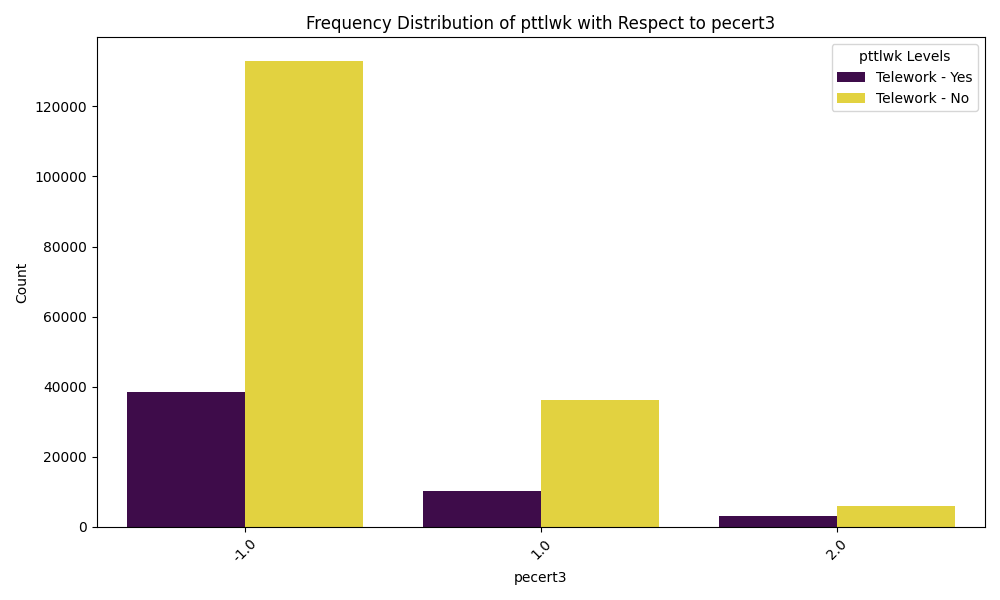 Frequency Distribution of pttlwk with Respect to pecert3
pttlwk Levels
Telework - Yes
Telework - No
120000
100000
80000
60000
40000
20000
0
Count
-1.0
1.0
2.0
pecert3